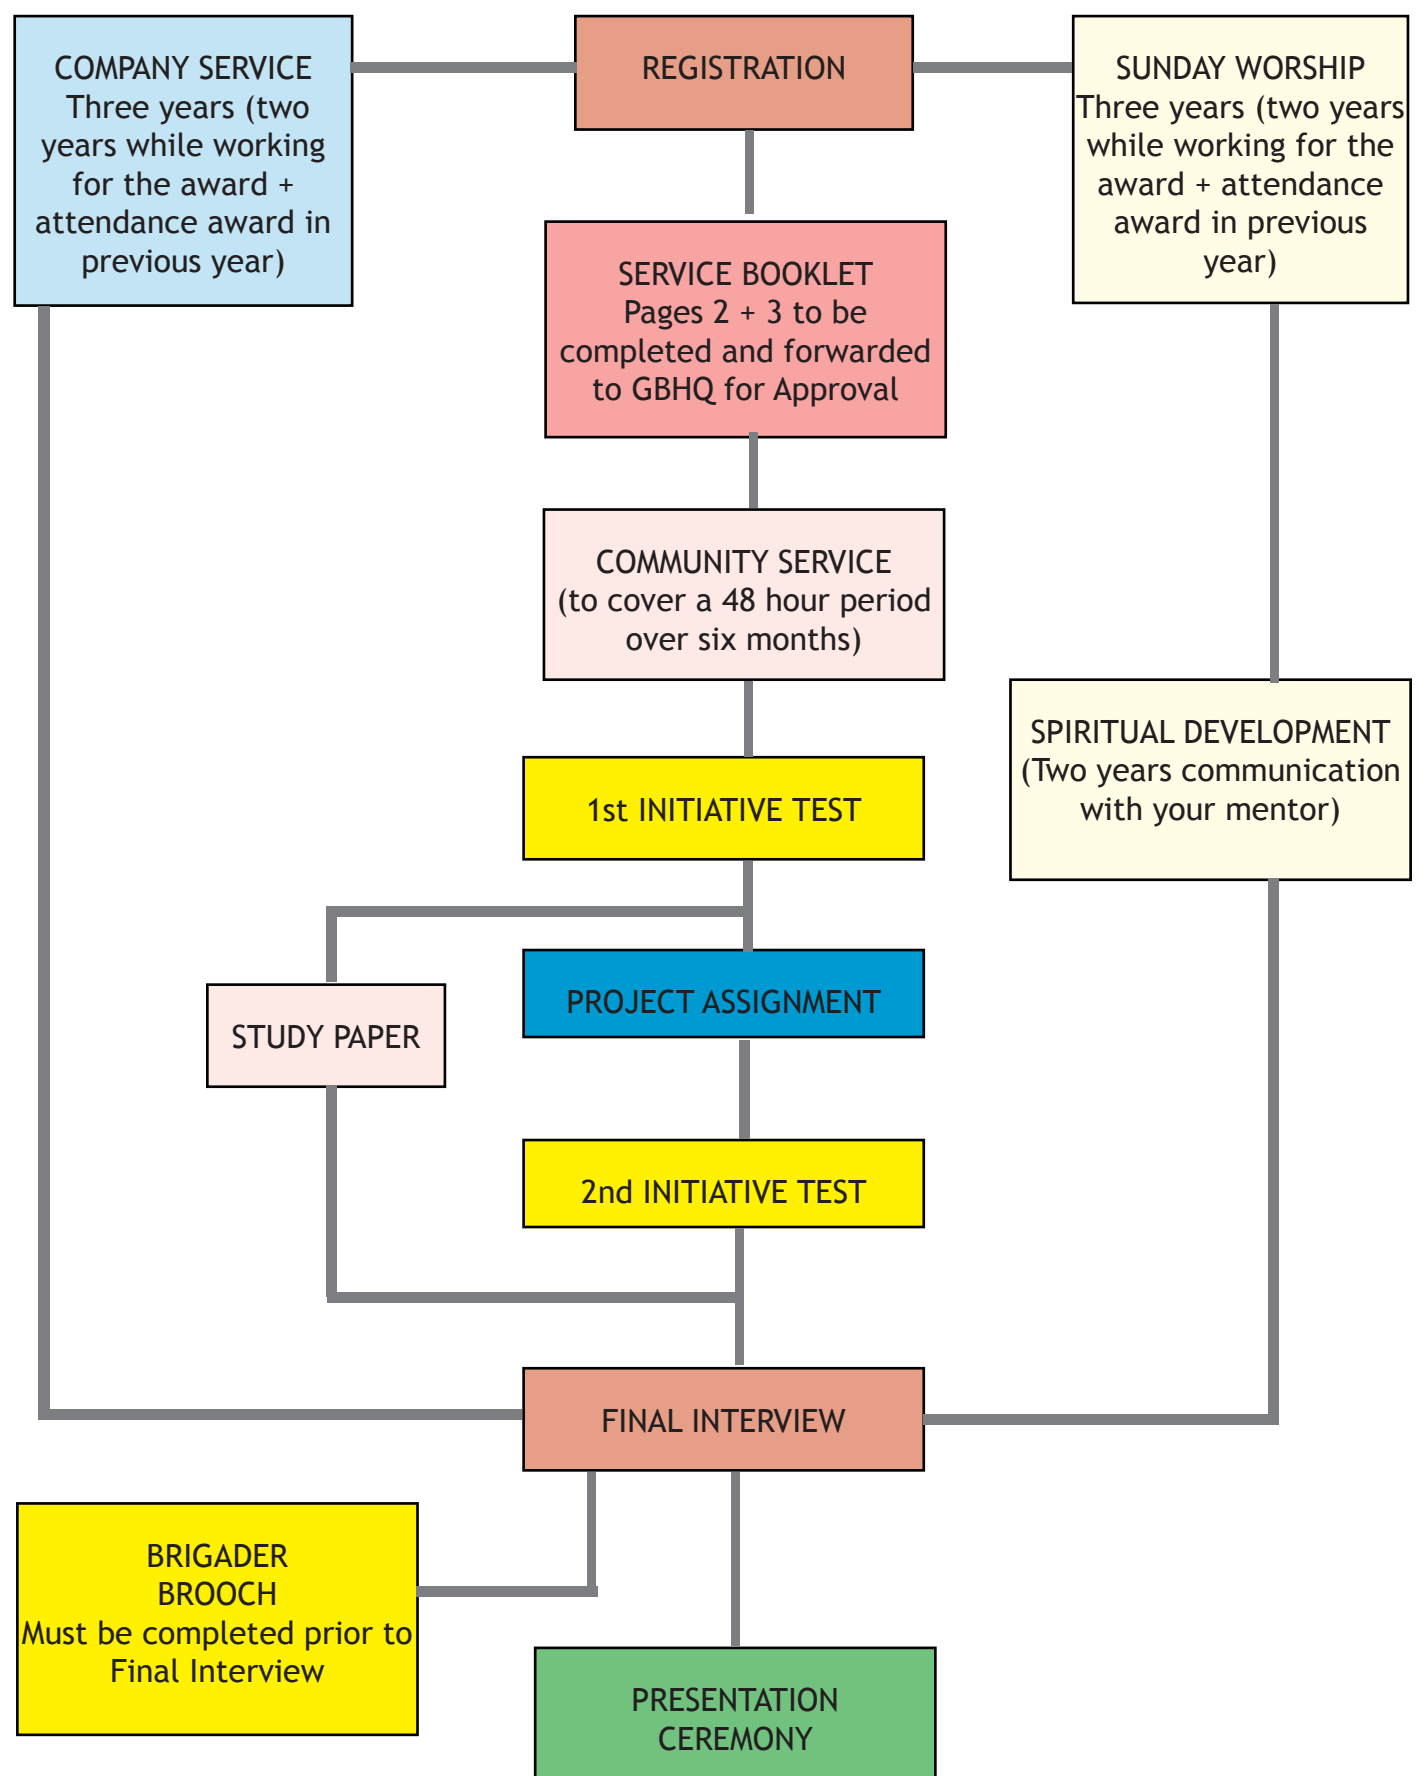 COMPANY SERVICE
Three years (two
years while working
for the award +
attendance award in
previous year)
REGISTRATION
SUNDAY WORSHIP
Three years (two years
while working for the
award + attendance
award in previous
year)
SERVICE BOOKLET
Pages 2 + 3 to be
completed and forwarded
to GBHQ for Approval
COMMUNITY SERVICE
(to cover a 48 hour period
over six months)
SPIRITUAL DEVELOPMENT
(Two years communication
with your mentor)
1st INITIATIVE TEST
PROJECT ASSIGNMENT
STUDY PAPER
2nd INITIATIVE TEST
FINAL INTERVIEW
BRIGADER
BROOCH
Must be completed prior to
Final Interview
PRESENTATION
CEREMONY